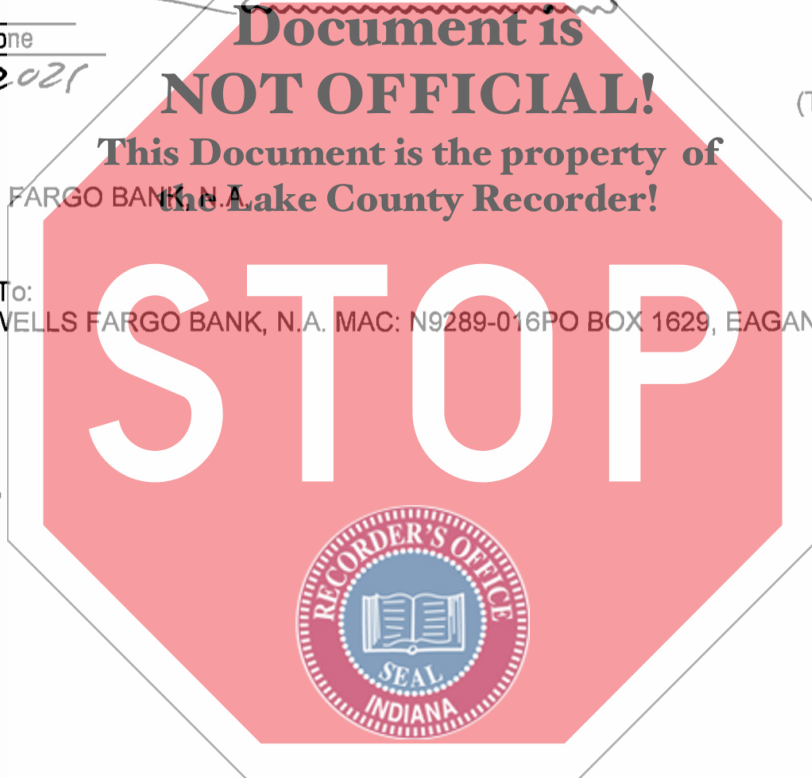 Document is
one
2021
NOT OFFICIAL!
(T
This Document is the property of
FARGO BANK, N.A.
the Lake County Recorder!
To:
WELLS FARGO BANK, N.A. MAC: N9289-016PO BOX 1629, EAGAN
STOP
RECORDER'S OFFICE
SEAL
INDIANA